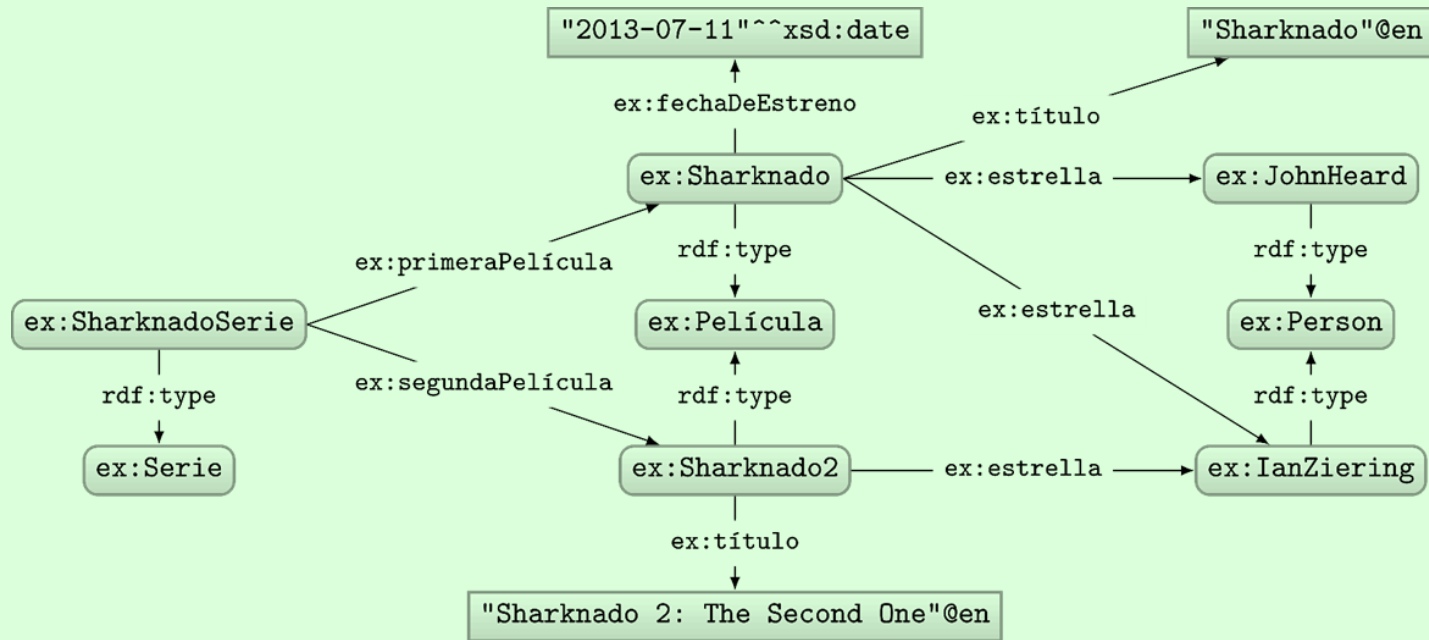 "2013-07-11"^^xsd:date
"Sharknado"@en
ex:fechaDeEstreno
ex:título
ex:Sharknado
ex:estrella
ex:JohnHeard
rdf:type
rdf:type
ex:primeraPelícula
ex:SharknadoSerie
ex:Película
ex:estrella
ex:Person
rdf:type
ex:segundaPelícula
rdf:type
rdf:type
ex:Serie
ex:Sharknado2
ex:estrella
ex:IanZiering
ex:título
"Sharknado 2: The Second One"@en